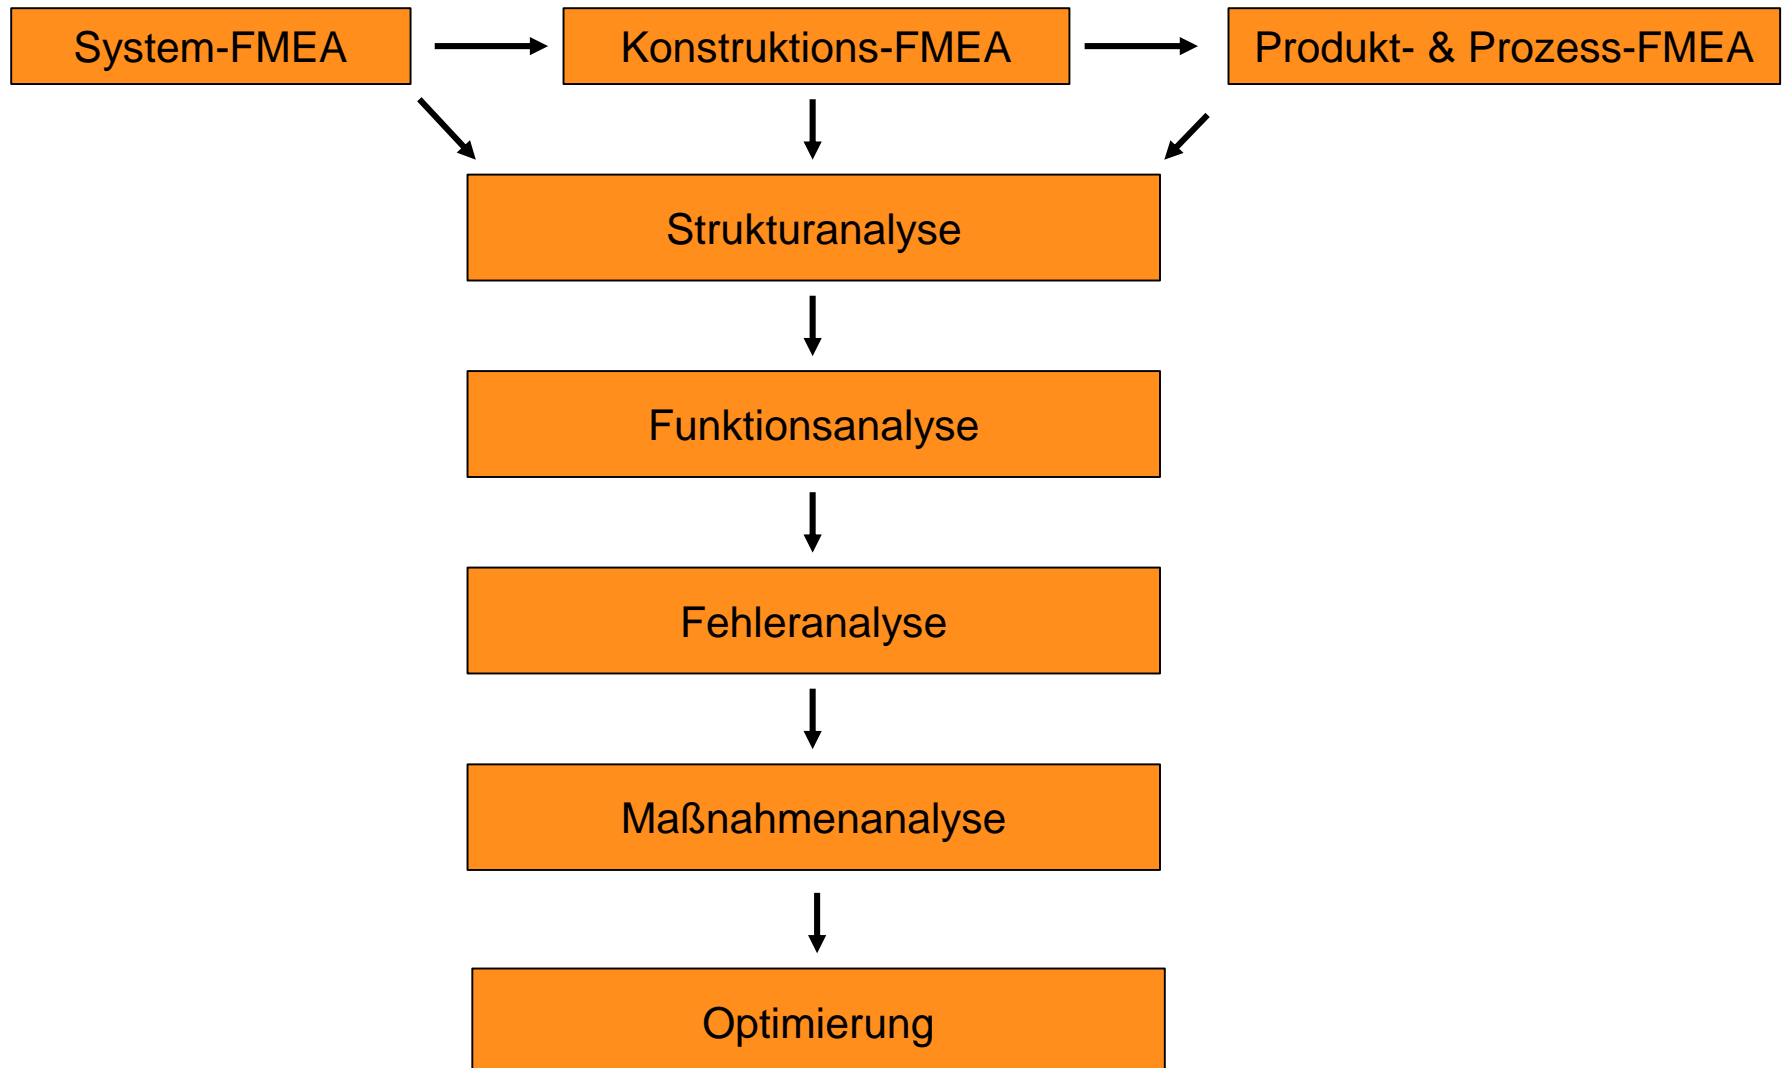 System-FMEA
Konstruktions-FMEA
Produkt- & Prozess-FMEA
Strukturanalyse
Funktionsanalyse
Fehleranalyse
Maßnahmenanalyse
Optimierung